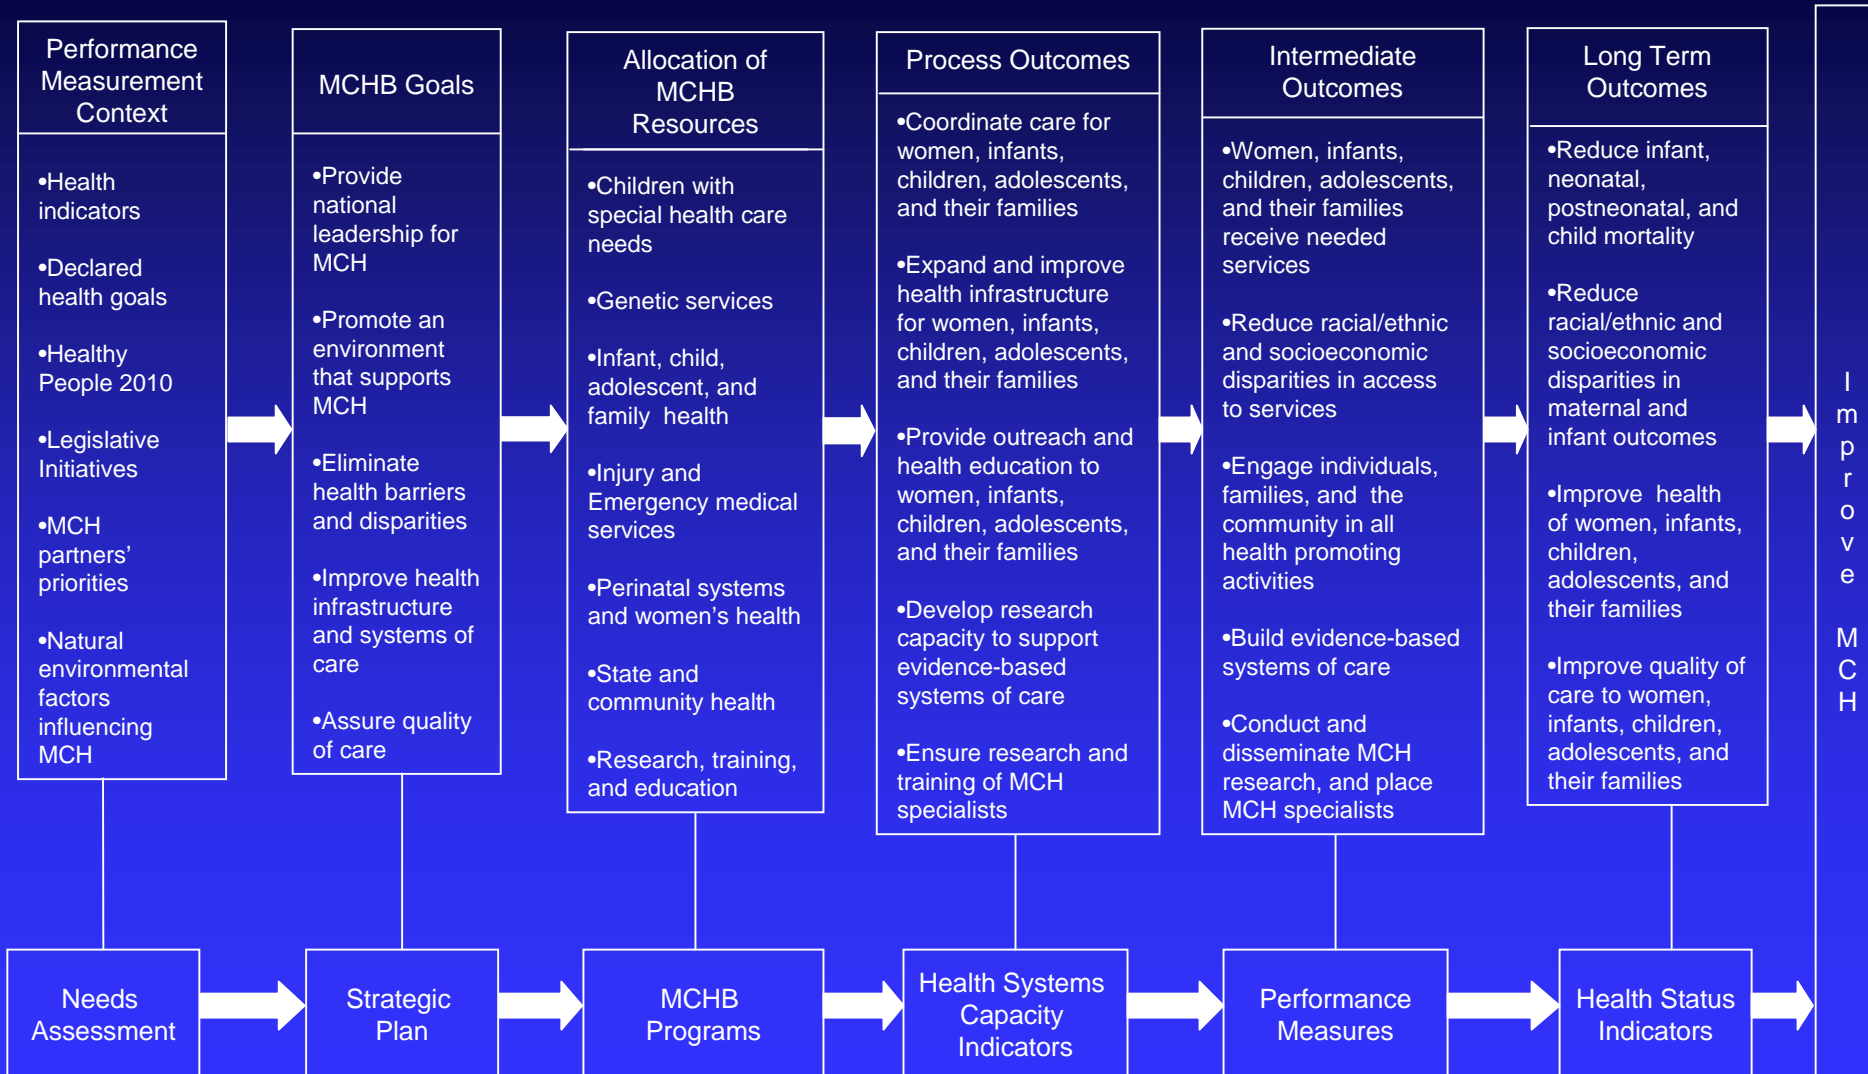 Performance
Measurement
Context
•Health
indicators
•Declared
health goals
•Healthy
People 2010
•Legislative
Initiatives
•MCH
partners’
priorities
•Natural
environmental
factors
influencing
MCH
MCHB Goals
•Provide
national
leadership for
MCH
•Promote an
environment
that supports
MCH
•Eliminate
health barriers
and disparities
•Improve health
infrastructure
and systems of
care
•Assure quality
of care
Allocation of
MCHB
Resources
•Children with
special health care
needs
•Genetic services
•Infant, child,
adolescent, and
family health
•Injury and
Emergency medical
services
•Perinatal systems
and women’s health
•State and
community health
•Research, training,
and education
Process Outcomes
•Coordinate care for
women, infants,
children, adolescents,
and their families
•Expand and improve
health infrastructure
for women, infants,
children, adolescents,
and their families
•Provide outreach and
health education to
women, infants,
children, adolescents,
and their families
•Develop research
capacity to support
evidence-based
systems of care
•Ensure research and
training of MCH
specialists
Intermediate
Outcomes
•Women, infants,
children, adolescents,
and their families
receive needed
services
•Reduce racial/ethnic
and socioeconomic
disparities in access
to services
•Engage individuals,
families, and the
community in all
health promoting
activities
•Build evidence-based
systems of care
•Conduct and
disseminate MCH
research, and place
MCH specialists
Long Term
Outcomes
•Reduce infant,
neonatal,
postneonatal, and
child mortality
•Reduce
racial/ethnic and
socioeconomic
disparities in
maternal and
infant outcomes
•Improve health
of women, infants,
children,
adolescents, and
their families
•Improve quality of
care to women,
infants, children,
adolescents, and
their families
Improve MCH
Needs
Assessment
Strategic
Plan
MCHB
Programs
Health Systems
Capacity
Indicators
Performance
Measures
Health Status
Indicators